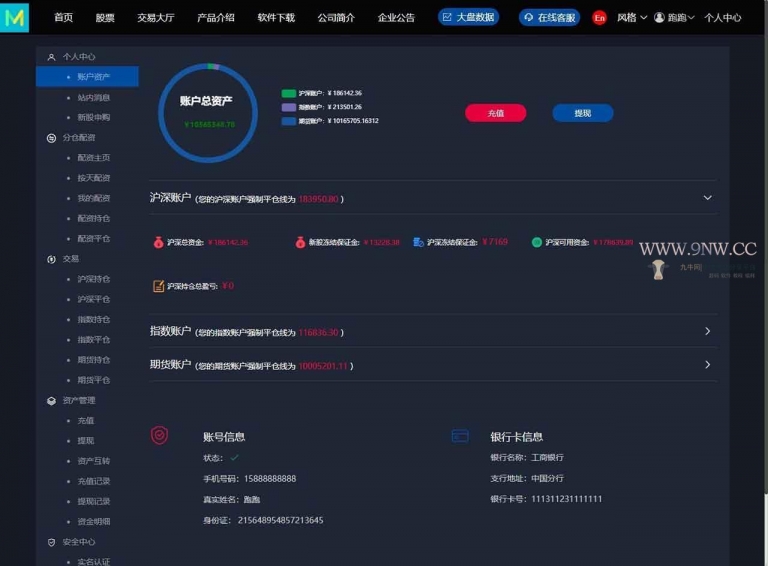 首页 股票 交易大厅 产品介绍 软件下载 公司简介 企业公告 大盘数据 在线客服 En 风格 跑跑 个人中心
个人中心
账户资产
站内消息
新股申购
分仓配资
配资主页
按天配资
我的配资
配资持仓
配资平仓
交易
沪深持仓
沪深平仓
指数持仓
指数平仓
期货持仓
期货平仓
资产管理
充值
提现
资产互转
充值记录
提现记录
资金明细
安全中心
实名认证
账户总资产
沪深账户: ¥ 186142.36
指数账户: ¥ 213501.26
期货账户: ¥ 10165705.16312
充值 提现
沪深账户 (您的沪深账户强制平仓线为 183950.80 )
沪深总资金: ¥186142.36 新股冻结保证金: 沪深冻结保证金: ¥7169 沪深可用资金:
沪深持仓总盈亏: ¥0
指数账户 (您的指数账户强制平仓线为 116836.30 )
期货账户 (您的期货账户强制平仓线为 10005201.11 )
账号信息
状态:
手机号码: 15888888888
真实姓名: 跑跑
身份证: 215648954857213645
银行卡信息
银行名称: 工商银行
支行地址: 中国分行
银行卡号: 111311231111111
WWW.9NW.CC
九牛网